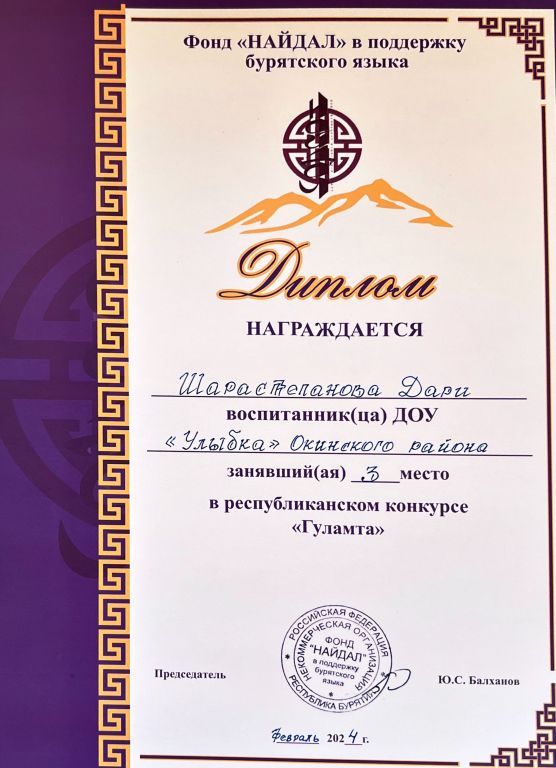 Фонд «НАЙДАЛ» в поддержку
бурятского языка
Диплом
НАГРАЖДАЕТСЯ
Шарастепанова Дари
воспитанник(ца) ДОУ
«Улыбка» Окинского района
занявший(ая) 3 место
в республиканском конкурсе
«Гуламта»
РОССИЙСКАЯ ФЕДЕРАЦИЯ
НЕКОММЕРЧЕСКАЯ ОРГАНИЗАЦИЯ
РЕСПУБЛИКА БУРЯТИЯ
ФОНД
"НАЙДАЛ"
в поддержку
бурятского
языка
Председатель
Ю.С. Балханов
Февраль 2024 г.